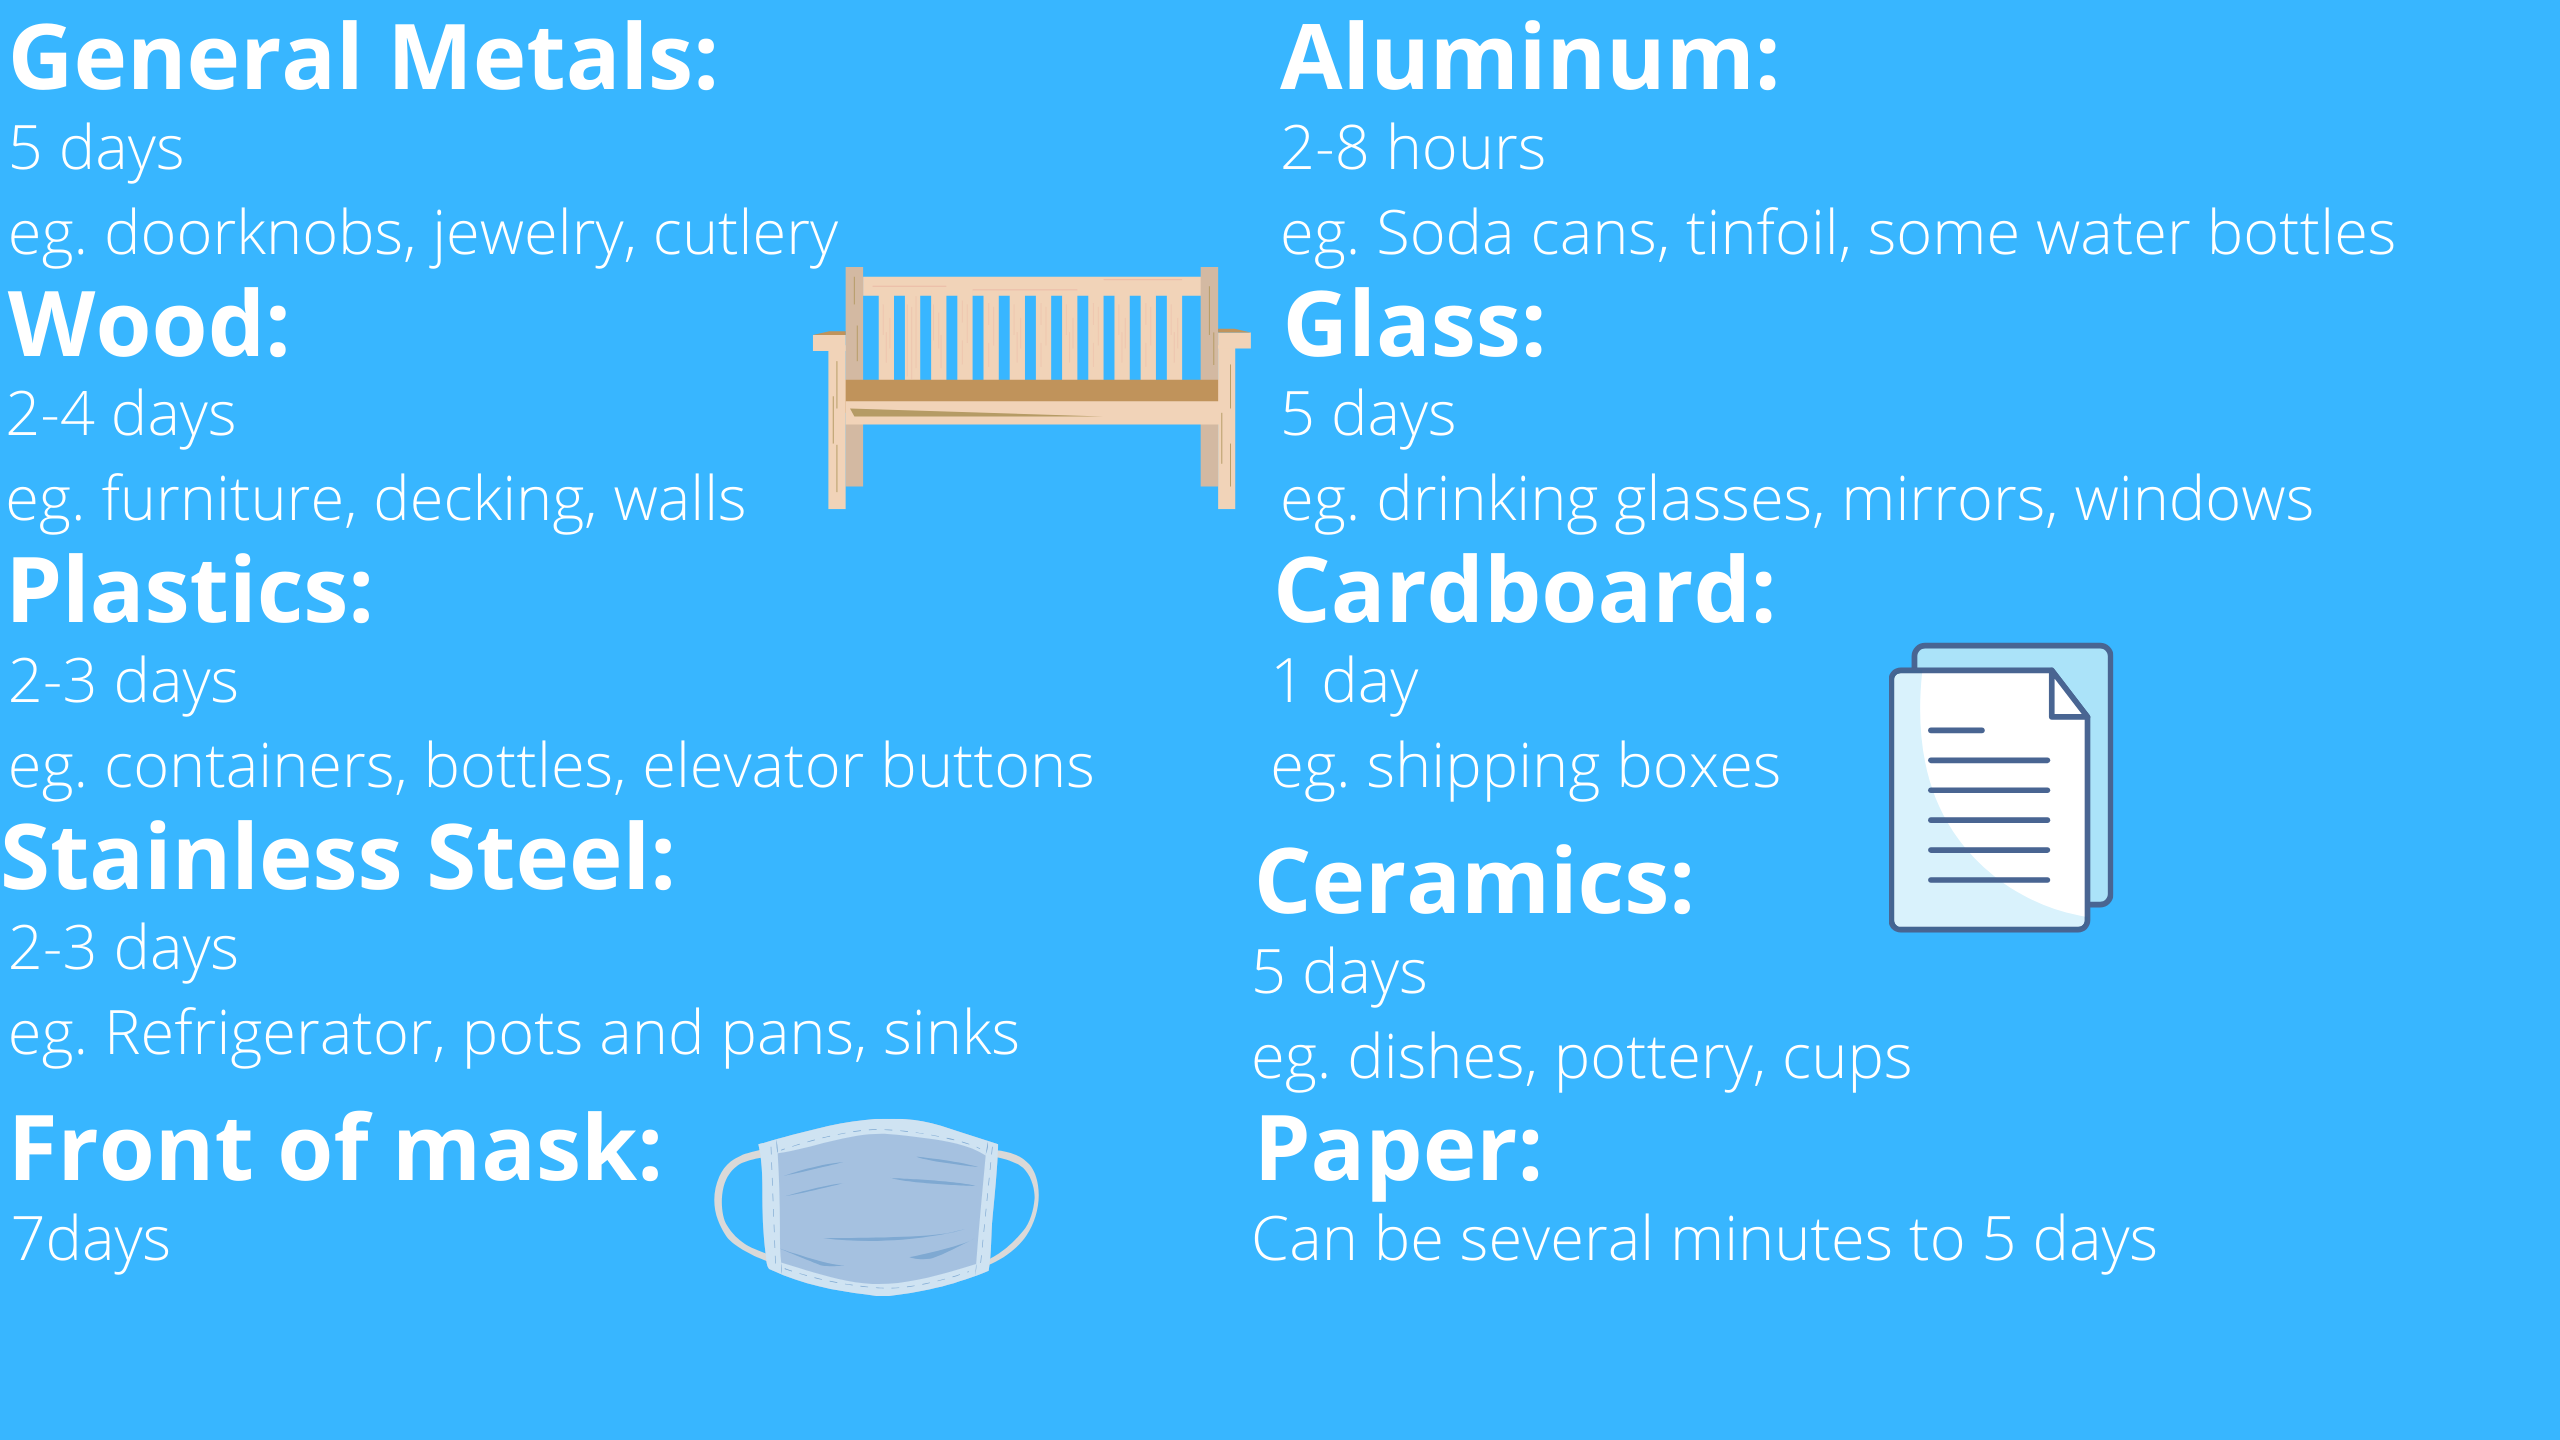 General Metals:
5 days
eg. doorknobs, jewelry, cutlery
Wood:
2-4 days
eg. furniture, decking, walls
Plastics:
2-3 days
eg. containers, bottles, elevator buttons
Stainless Steel:
2-3 days
eg. Refrigerator, pots and pans, sinks
Front of mask:
7days
Aluminum:
2-8 hours
eg. Soda cans, tinfoil, some water bottles
Glass:
5 days
eg. drinking glasses, mirrors, windows
Cardboard:
1 day
eg. shipping boxes
Ceramics:
5 days
eg. dishes, pottery, cups
Paper:
Can be several minutes to 5 days